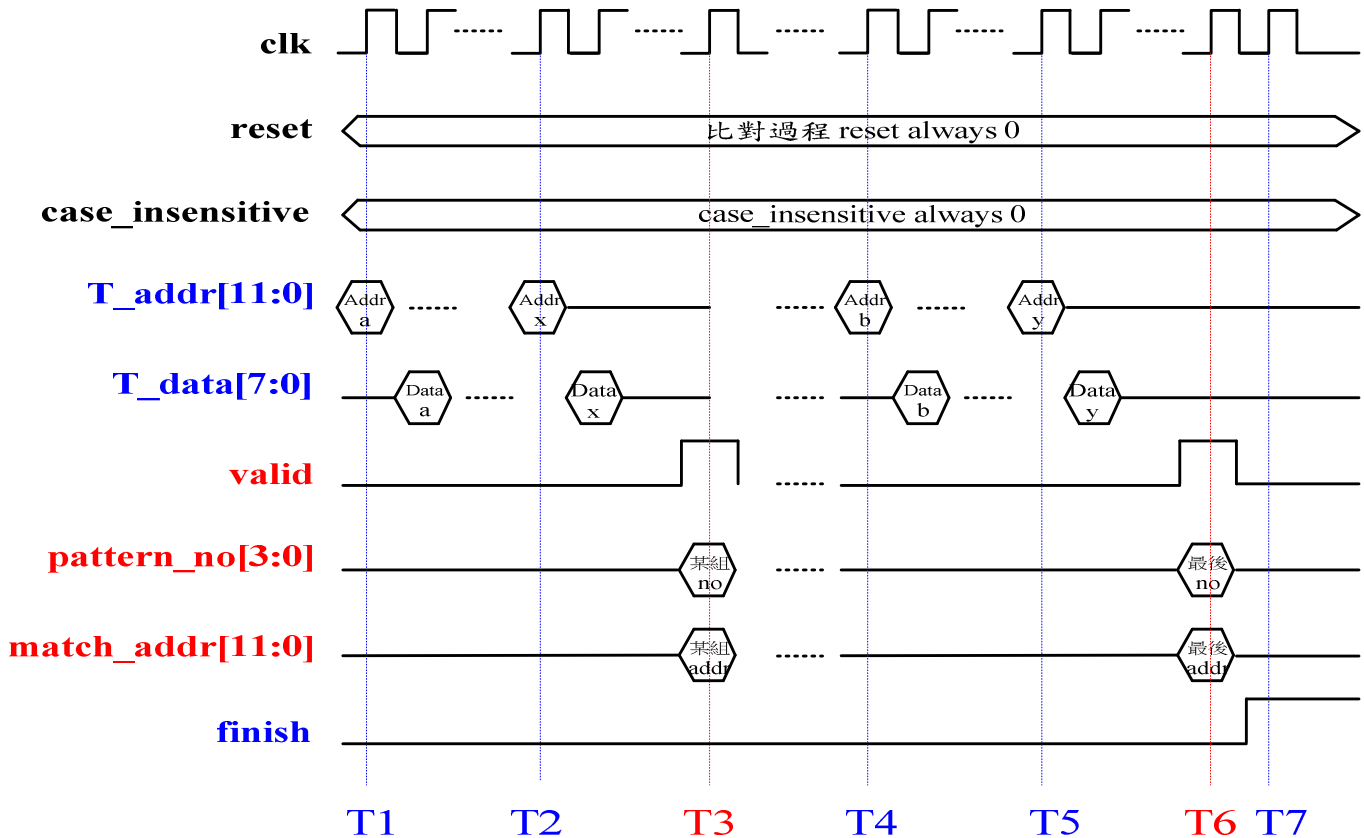 clk
reset
比對過程 reset always 0
case_insensitive
case_insensitive always 0
T_addr[11:0]
Addr
a
Addr
x
Addr
b
Addr
y
T_data[7:0]
Data
a
Data
x
Data
b
Data
y
valid
pattern_no[3:0]
某組
no
最後
no
match_addr[11:0]
某組
addr
最後
addr
finish
T1 T2 T3 T4 T5 T6 T7